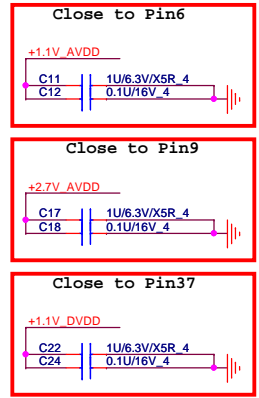 Close to Pin6
+1.1V_AVDD
C11 1U/6.3V/X5R_4
C12 0.1U/16V_4
Close to Pin9
+2.7V_AVDD
C17 1U/6.3V/X5R_4
C18 0.1U/16V_4
Close to Pin37
+1.1V_DVDD
C22 1U/6.3V/X5R_4
C24 0.1U/16V_4